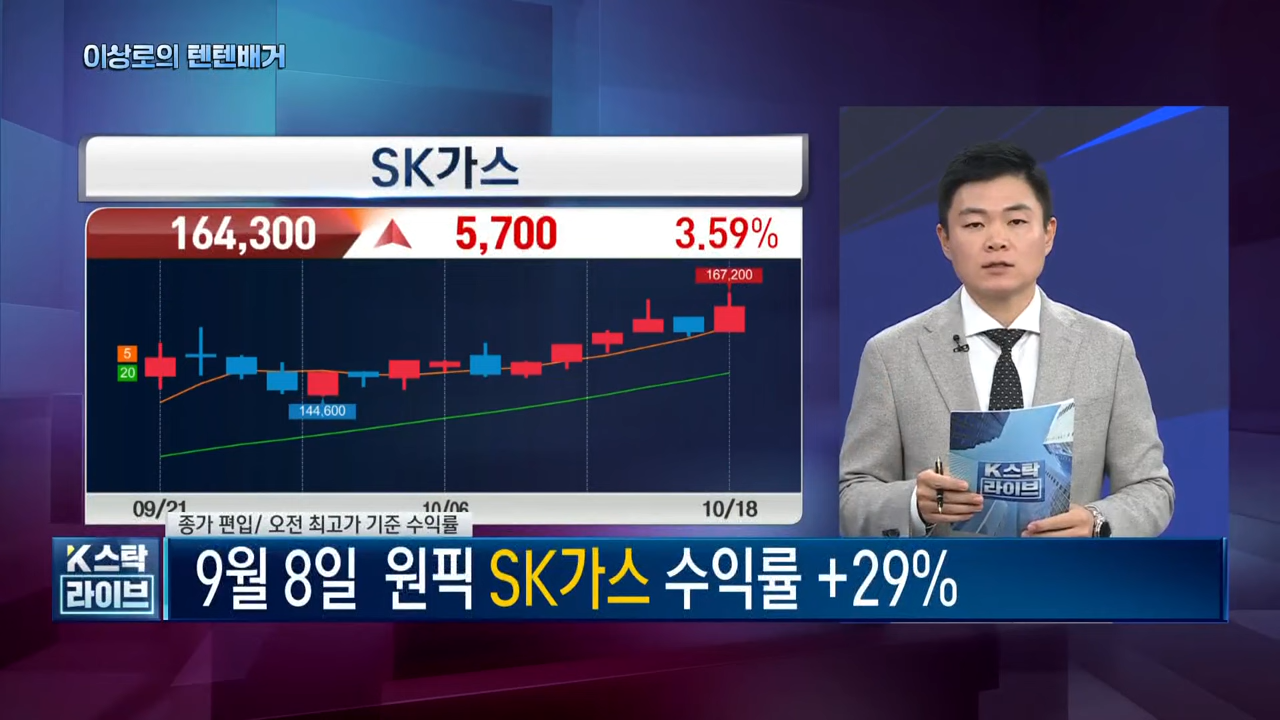 이상로의 텐텐배거
SK가스
164,300 ▲ 5,700 3.59%
167,200
5
20
144,600
09/21 10/06 10/18
종가 편입/ 오전 최고가 기준 수익률
K스탁
라이브
9월 8일 원픽 SK가스 수익률 +29%
K스탁
라이브